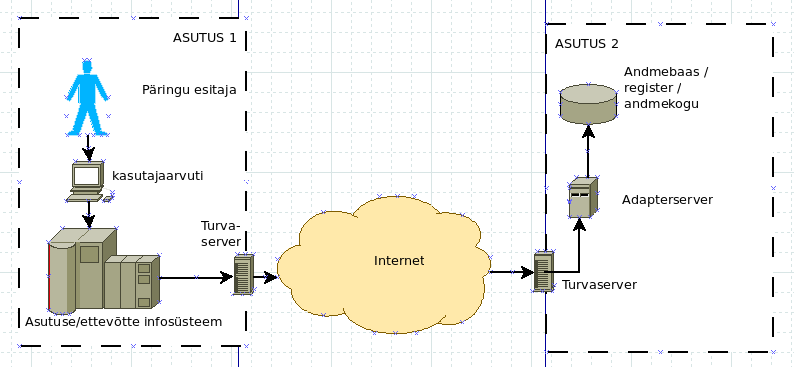 ASUTUS 1
Päringu esitaja
kasutajaarvuti
Turva-
server
Asutuse/ettevõtte infosüsteem
Internet
ASUTUS 2
Andmebaas /
register /
andmekogu
Adapterserver
Turvaserver